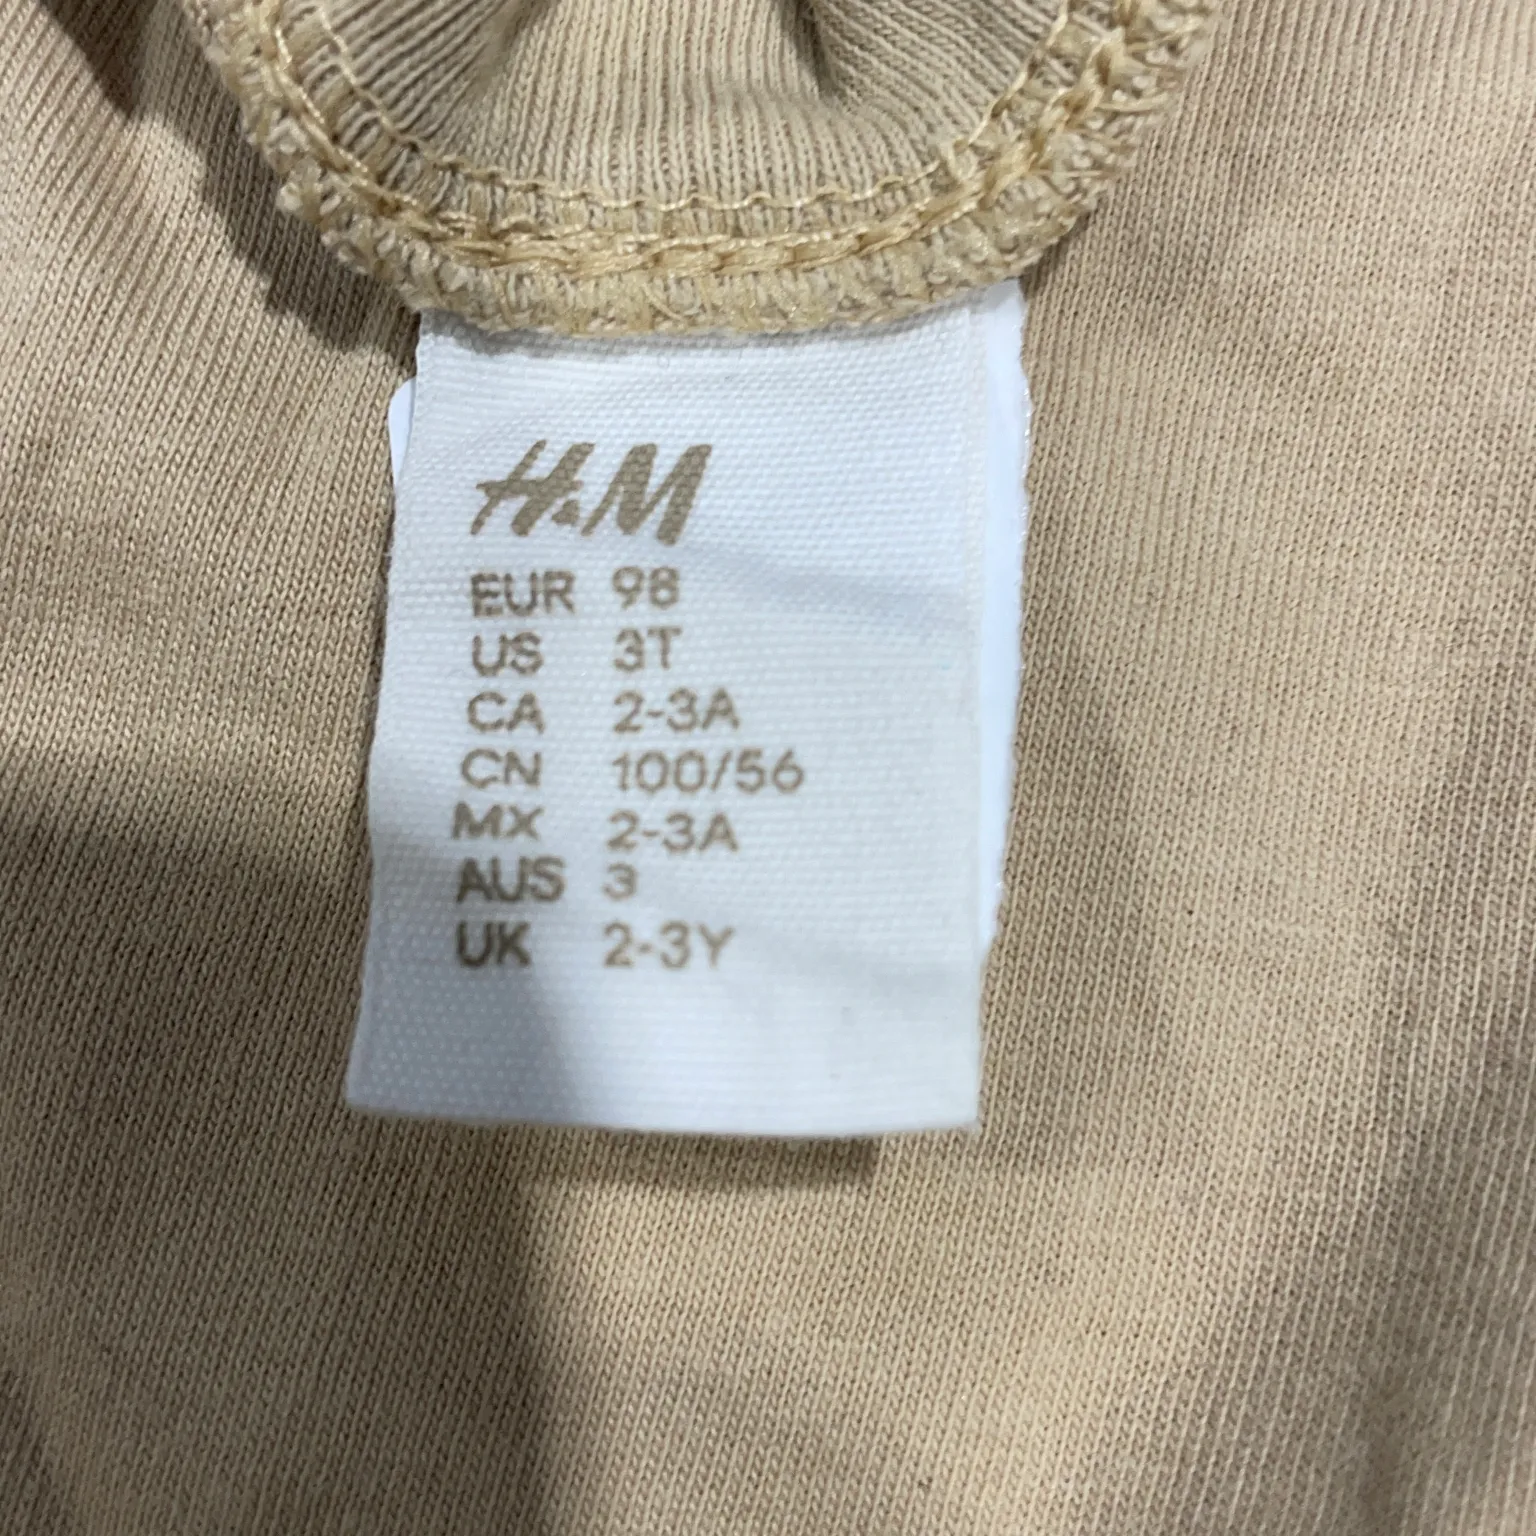 H&M
EUR 98
US 3T
CA 2-3A
CN 100/56
MX 2-3A
AUS 3
UK 2-3Y